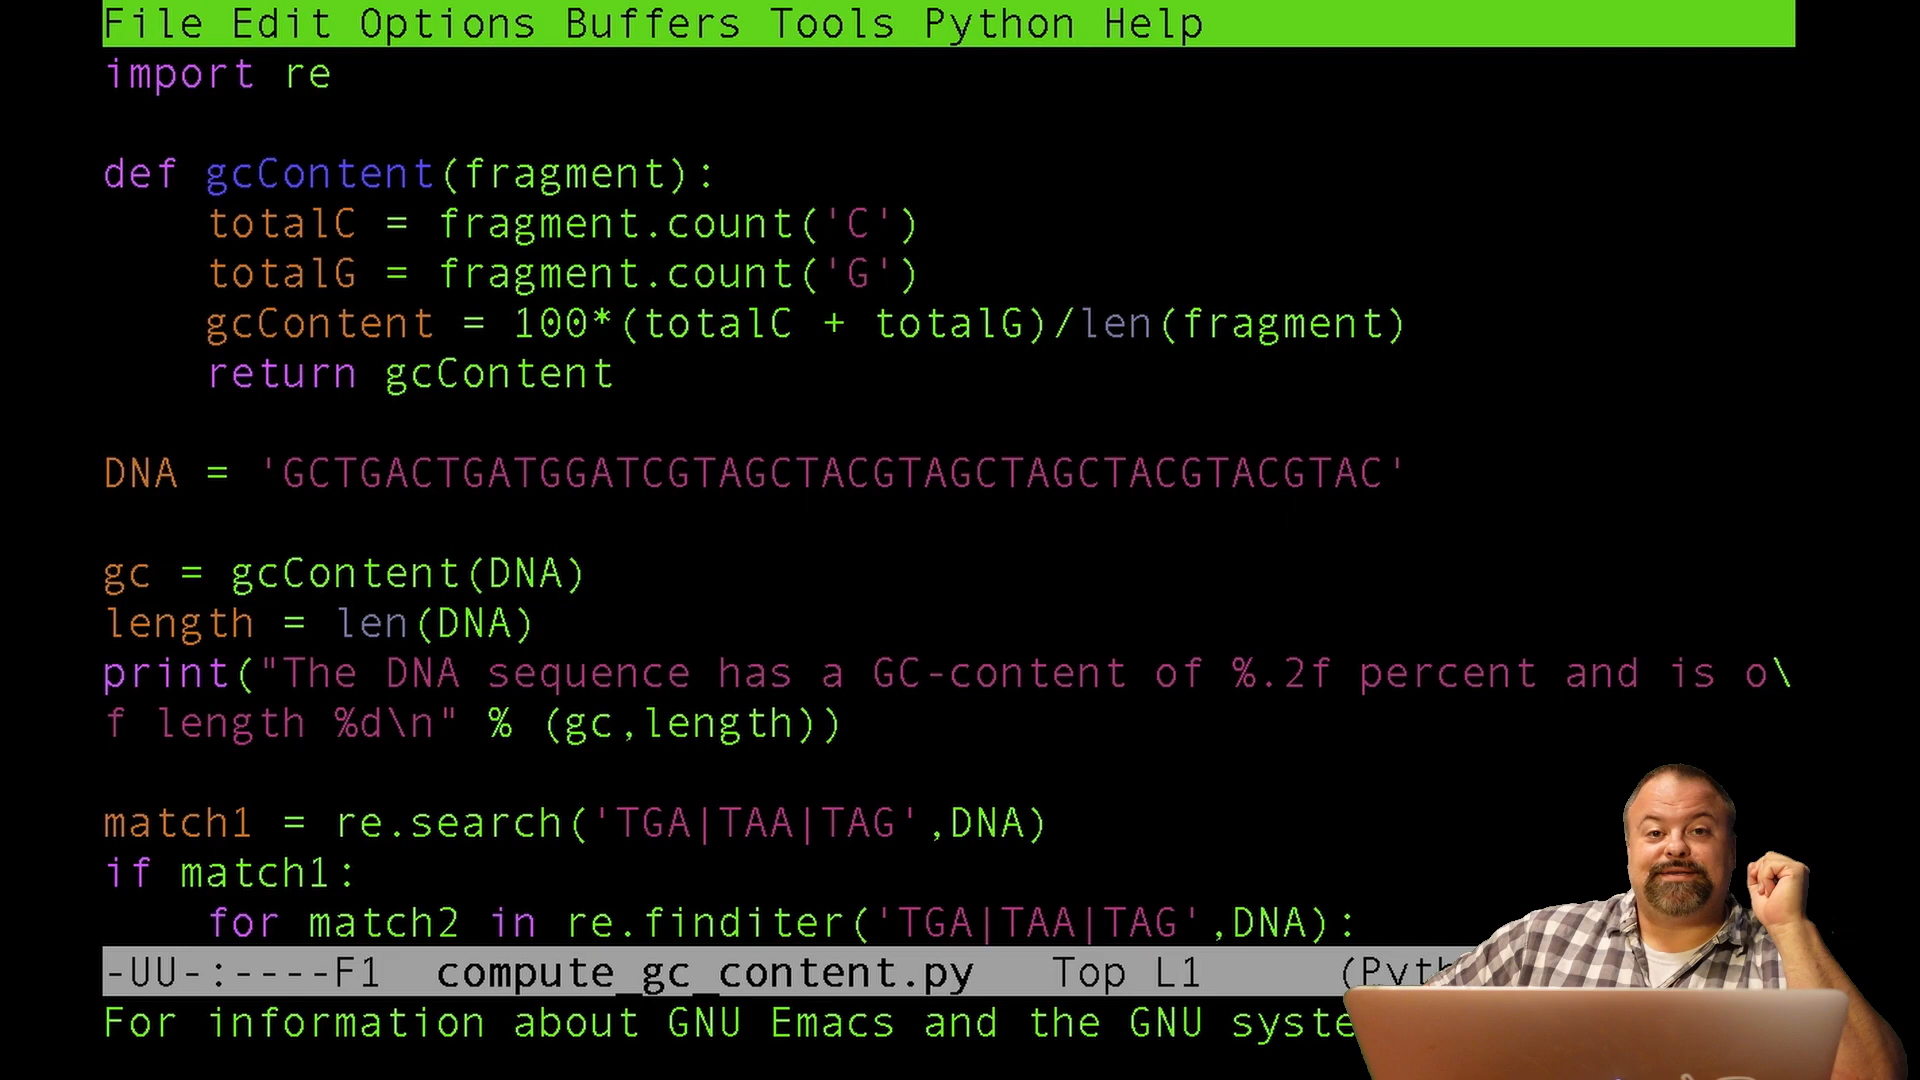 File Edit Options Buffers Tools Python Help
import re
def gcContent(fragment):
totalC = fragment.count('C')
totalG = fragment.count('G')
gcContent = 100*(totalC + totalG)/len(fragment)
return gcContent
DNA = 'GCTGACTGATGGATCGTAGCTACGTAGCTAGCTACGTACGTAC'
gc = gcContent(DNA)
length = len(DNA)
print("The DNA sequence has a GC-content of %.2f percent and is o\
f length %d\n" % (gc,length))
match1 = re.search('TGA|TAA|TAG',DNA)
if match1:
for match2 in re.finditer('TGA|TAA|TAG',DNA):
-UU-:----F1 compute_gc_content.py Top L1 (Pyth
For information about GNU Emacs and the GNU syste